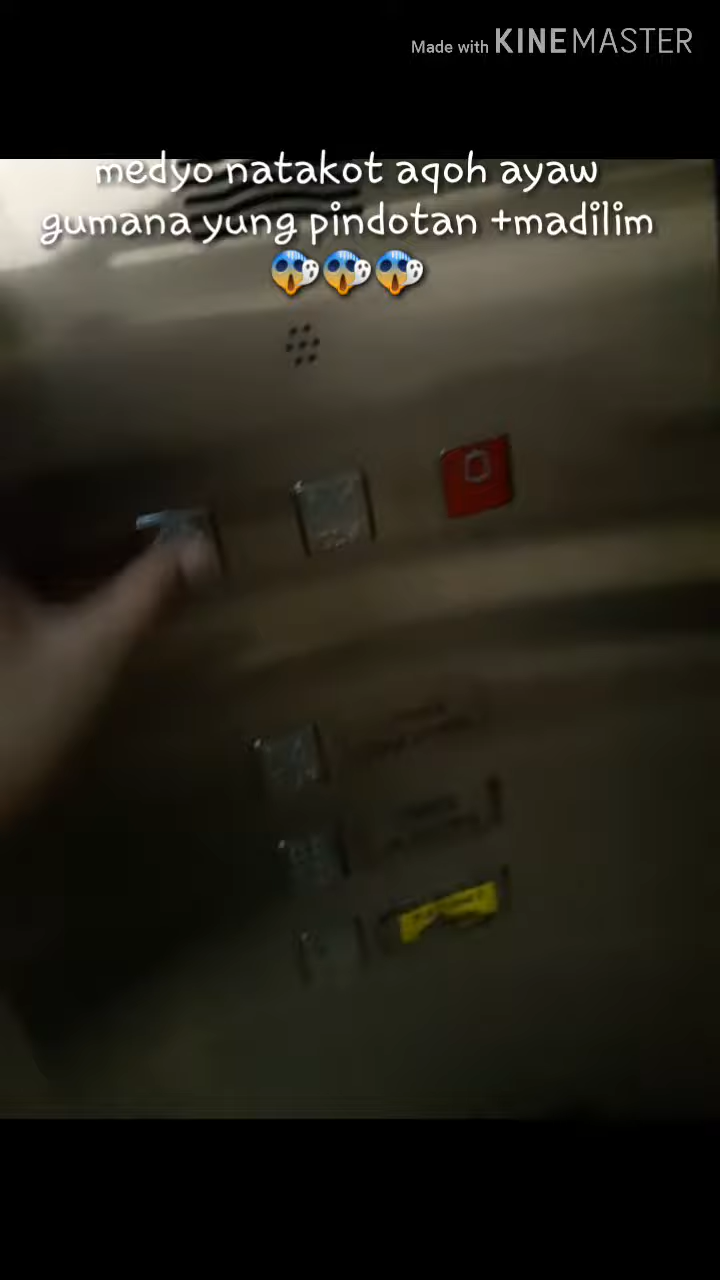 Made with KINEMASTER
medyo natakot aqoh ayaw
gumana yung pindotan +madilim
😱👻😱👻😱👻